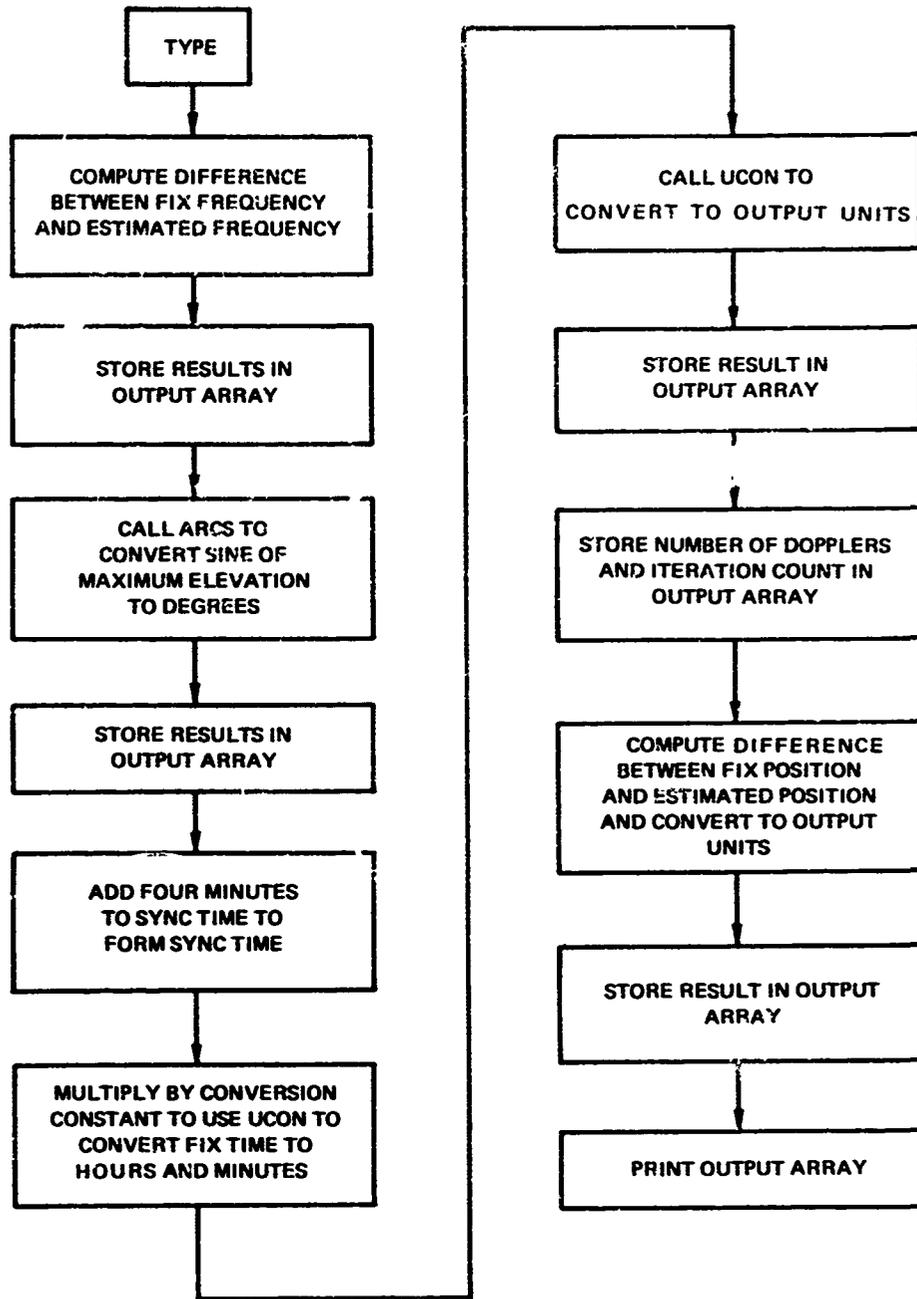 TYPE
COMPUTE DIFFERENCE
BETWEEN FIX FREQUENCY
AND ESTIMATED FREQUENCY
STORE RESULTS IN
OUTPUT ARRAY
CALL ARCS TO
CONVERT SINE OF
MAXIMUM ELEVATION
TO DEGREES
STORE RESULTS IN
OUTPUT ARRAY
ADD FOUR MINUTES
TO SYNC TIME TO
FORM SYNC TIME
MULTIPLY BY CONVERSION
CONSTANT TO USE UCON TO
CONVERT FIX TIME TO
HOURS AND MINUTES
CALL UCON TO
CONVERT TO OUTPUT UNITS
STORE RESULT IN
OUTPUT ARRAY
STORE NUMBER OF DOPPLERS
AND ITERATION COUNT IN
OUTPUT ARRAY
COMPUTE DIFFERENCE
BETWEEN FIX POSITION
AND ESTIMATED POSITION
AND CONVERT TO OUTPUT
UNITS
STORE RESULT IN OUTPUT
ARRAY
PRINT OUTPUT ARRAY